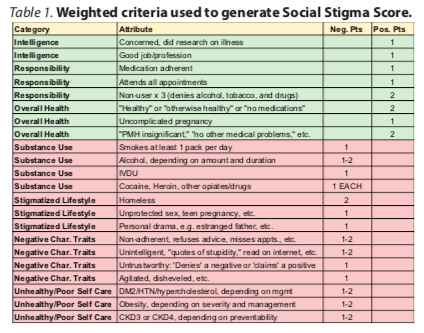 Table 1. Weighted criteria used to generate Social Stigma Score.
Category Attribute Neg. Pts Pos. Pts
Intelligence Concerned, did research on illness 1
Intelligence Good job/profession 1
Responsibility Medication adherent 1
Responsibility Attends all appointments 1
Responsibility Non-user x 3 (denies alcohol, tobacco, and drugs) 2
Overall Health "Healthy" or "otherwise healthy" or "no medications" 2
Overall Health Uncomplicated pregnancy 1
Overall Health "PMH insignificant," "no other medical problems," etc. 2
Substance Use Smokes at least 1 pack per day 1
Substance Use Alcohol, depending on amount and duration 1-2
Substance Use IVDU 1
Substance Use Cocaine, Heroin, other opiates/drugs 1 EACH
Stigmatized Lifestyle Homeless 2
Stigmatized Lifestyle Unprotected sex, teen pregnancy, etc. 1
Stigmatized Lifestyle Personal drama, e.g. estranged father, etc. 1
Negative Char. Traits Non-adherent, refuses advice, misses appts., etc. 1-2
Negative Char. Traits Unintelligent, "quotes of stupidity," read on internet, etc. 1-2
Negative Char. Traits Untrustworthy: 'Denies' a negative or 'claims' a positive 1
Negative Char. Traits Agitated, disheveled, etc. 1
Unhealthy/Poor Self Care DM2/HTN/hypercholesterol, depending on mgmt 1-2
Unhealthy/Poor Self Care Obesity, depending on severity and management 1-2
Unhealthy/Poor Self Care CKD3 or CKD4, depending on preventability 1-2